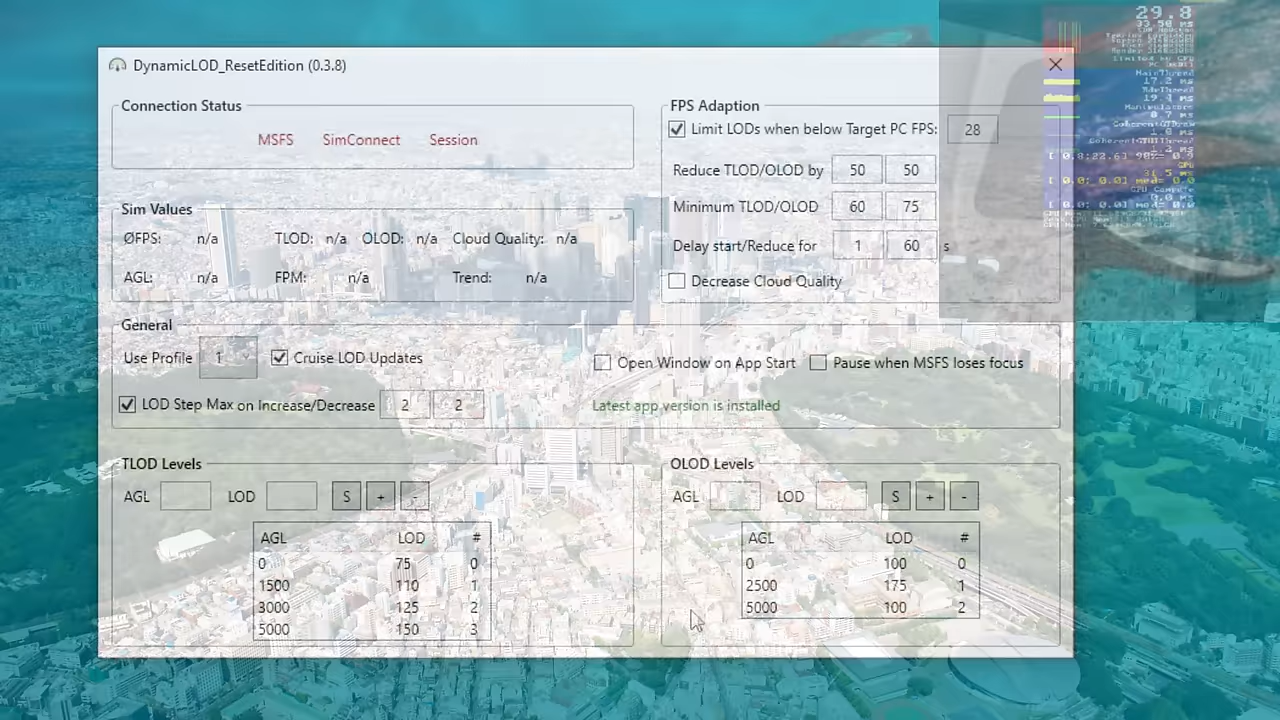 29.8
DynamicLOD_ResetEdition (0.3.8)
Connection Status
MSFS SimConnect Session
FPS Adaption
Limit LODs when below Target PC FPS: 28
Reduce TLOD/OLOD by 50 50
Minimum TLOD/OLOD 60 75
Delay start/Reduce for 1 60 s
Decrease Cloud Quality
Sim Values
ØFPS: n/a TLOD: n/a OLOD: n/a Cloud Quality: n/a
AGL: n/a FPM: n/a Trend: n/a
General
Use Profile 1 Cruise LOD Updates
Open Window on App Start Pause when MSFS loses focus
LOD Step Max on Increase/Decrease 2 2
Latest app version is installed
TLOD Levels
AGL LOD S + -
AGL LOD #
0 75 0
1500 110 1
3000 125 2
5000 150 3
OLOD Levels
AGL LOD S + -
AGL LOD #
0 100 0
2500 175 1
5000 100 2
MainThread
17.2 ms